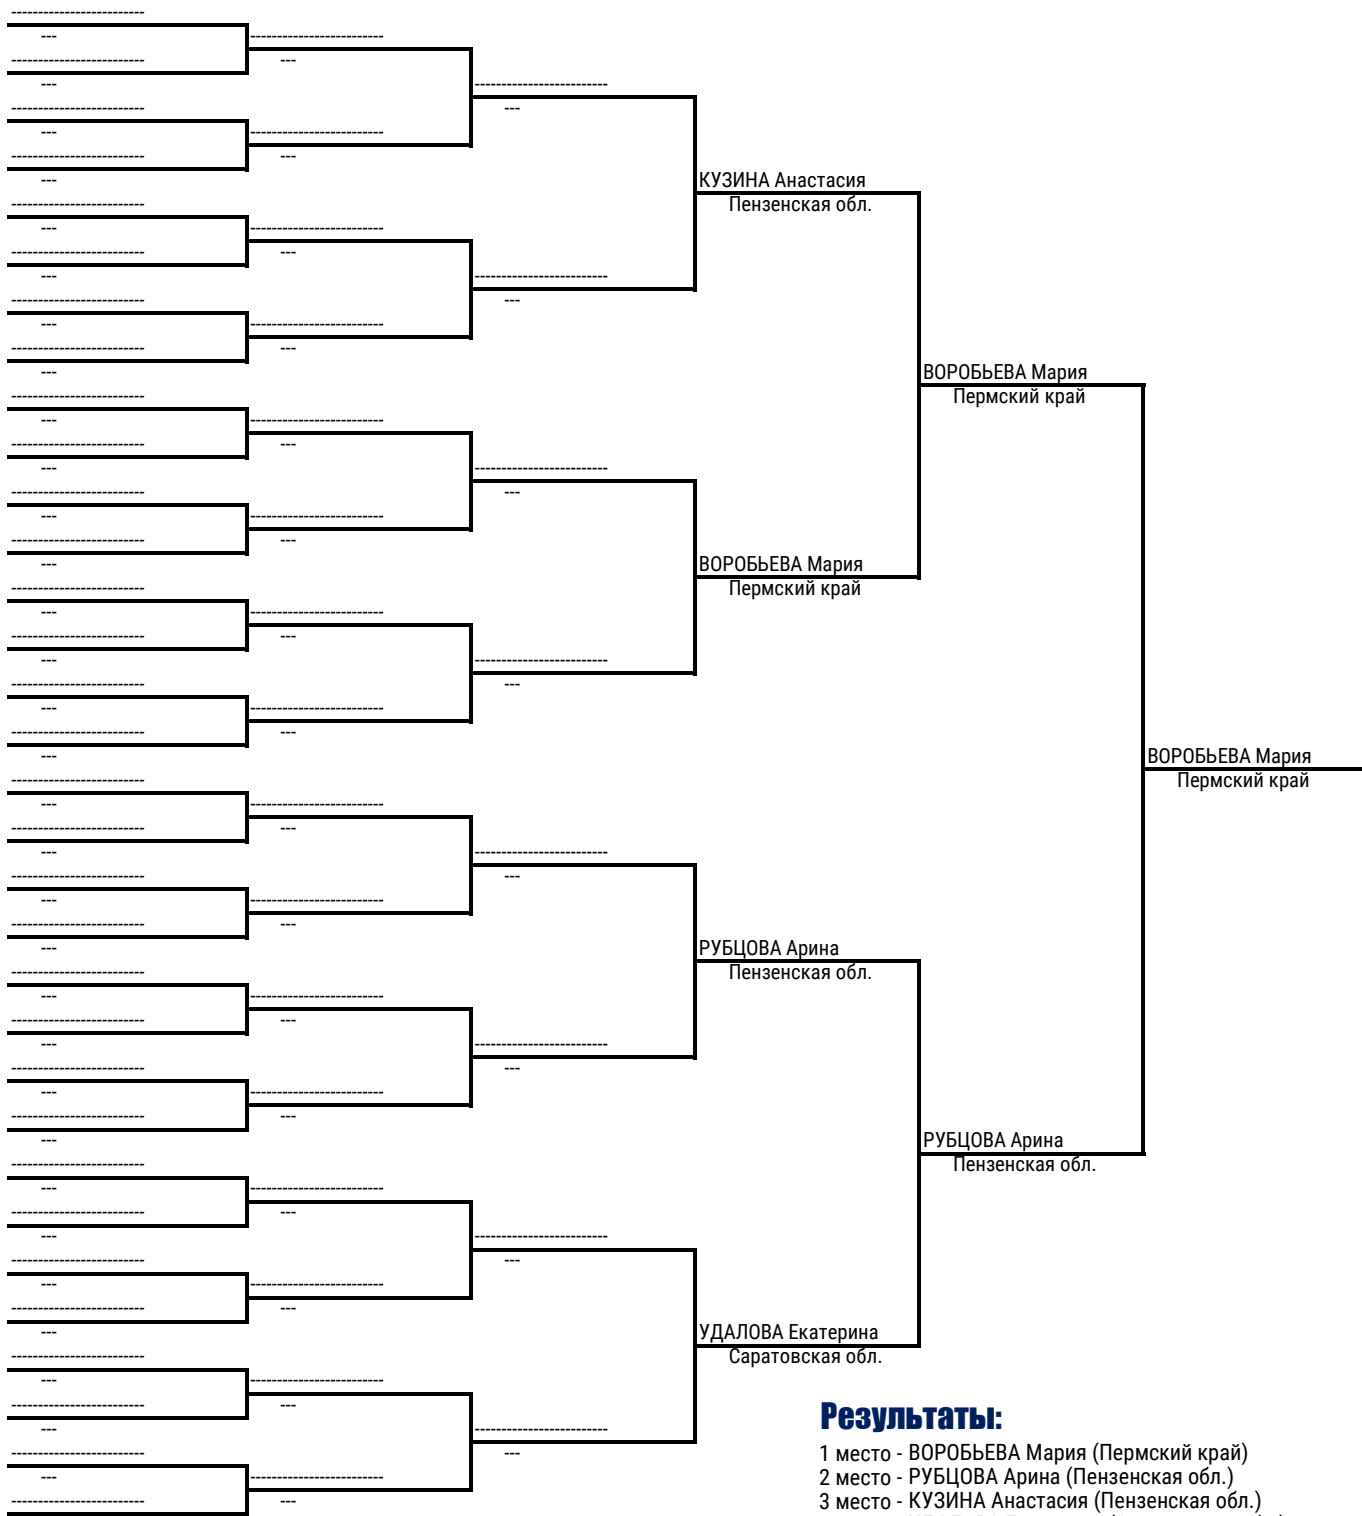 КУЗИНА Анастасия
Пензенская обл.
ВОРОБЬЕВА Мария
Пермский край
ВОРОБЬЕВА Мария
Пермский край
ВОРОБЬЕВА Мария
Пермский край
РУБЦОВА Арина
Пензенская обл.
РУБЦОВА Арина
Пензенская обл.
УДАЛОВА Екатерина
Саратовская обл.
Результаты:
1 место - ВОРОБЬЕВА Мария (Пермский край)
2 место - РУБЦОВА Арина (Пензенская обл.)
3 место - КУЗИНА Анастасия (Пензенская обл.)